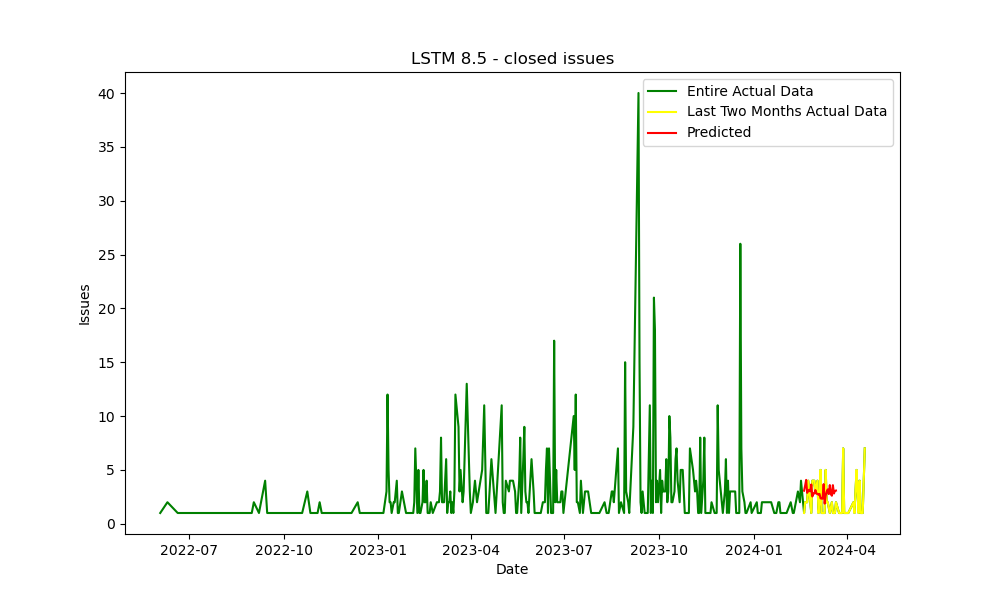 LSTM 8.5 - closed issues
Entire Actual Data
Last Two Months Actual Data
Predicted
Issues
40
35
30
25
20
15
10
5
0
2022-07 2022-10 2023-01 2023-04 2023-07 2023-10 2024-01 2024-04
Date